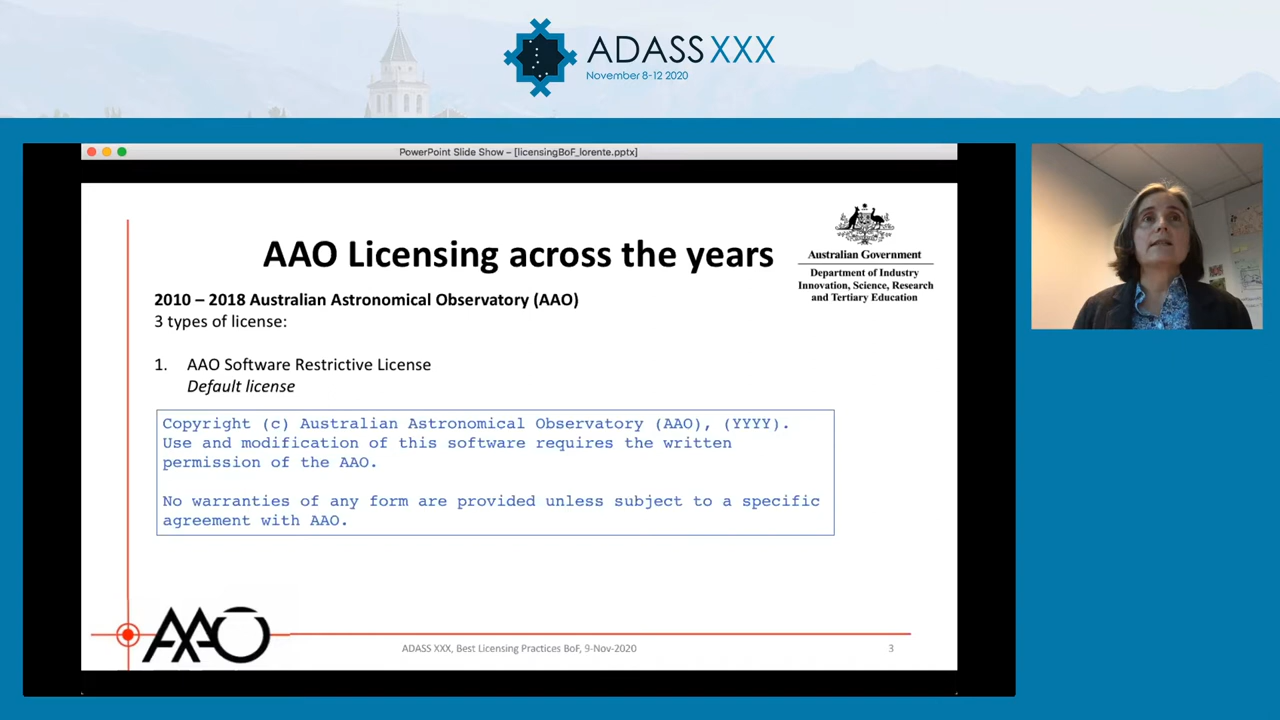 ADASS XXX
November 8-12 2020
PowerPoint Slide Show – [licensingBoF_lorente.pptx]
AAO Licensing across the years
Australian Government
Department of Industry
Innovation, Science, Research
and Tertiary Education
2010 – 2018 Australian Astronomical Observatory (AAO)
3 types of license:
1. AAO Software Restrictive License
Default license
Copyright (c) Australian Astronomical Observatory (AAO), (YYYY).
Use and modification of this software requires the written
permission of the AAO.
No warranties of any form are provided unless subject to a specific
agreement with AAO.
AAO
ADASS XXX, Best Licensing Practices BoF, 9-Nov-2020
3